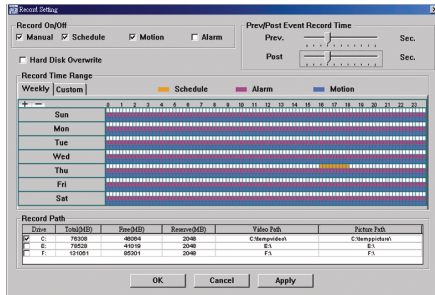 Record Setting
Record On/Off
Manual Schedule Motion Alarm
Hard Disk Overwrite
Prev/Post Event Record Time
Prev. Sec.
Post Sec.
Record Time Range
Weekly Custom Schedule Alarm Motion
+ - 0 1 2 3 4 5 6 7 8 9 10 11 12 13 14 15 16 17 18 19 20 21 22 23
Sun
Mon
Tue
Wed
Thu
Fri
Sat
Record Path
Drive Total(MB) Free(MB) Reserve(MB) Video Path Picture Path
C: 76308 46064 2048 C:\tempvideo\ C:\temppicture\
E: 78528 41019 2048 E:\ E:\
F: 131061 85301 2048 F:\ F:\
OK Cancel Apply